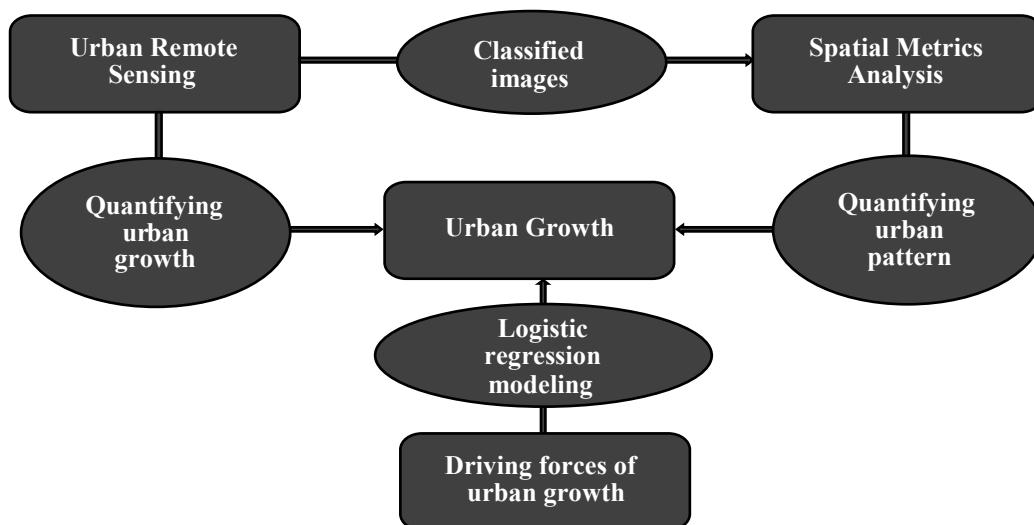 Urban Remote
Sensing
Classified
images
Spatial Metrics
Analysis
Quantifying
urban
growth
Urban Growth
Quantifying
urban
pattern
Logistic
regression
modeling
Driving forces of
urban growth